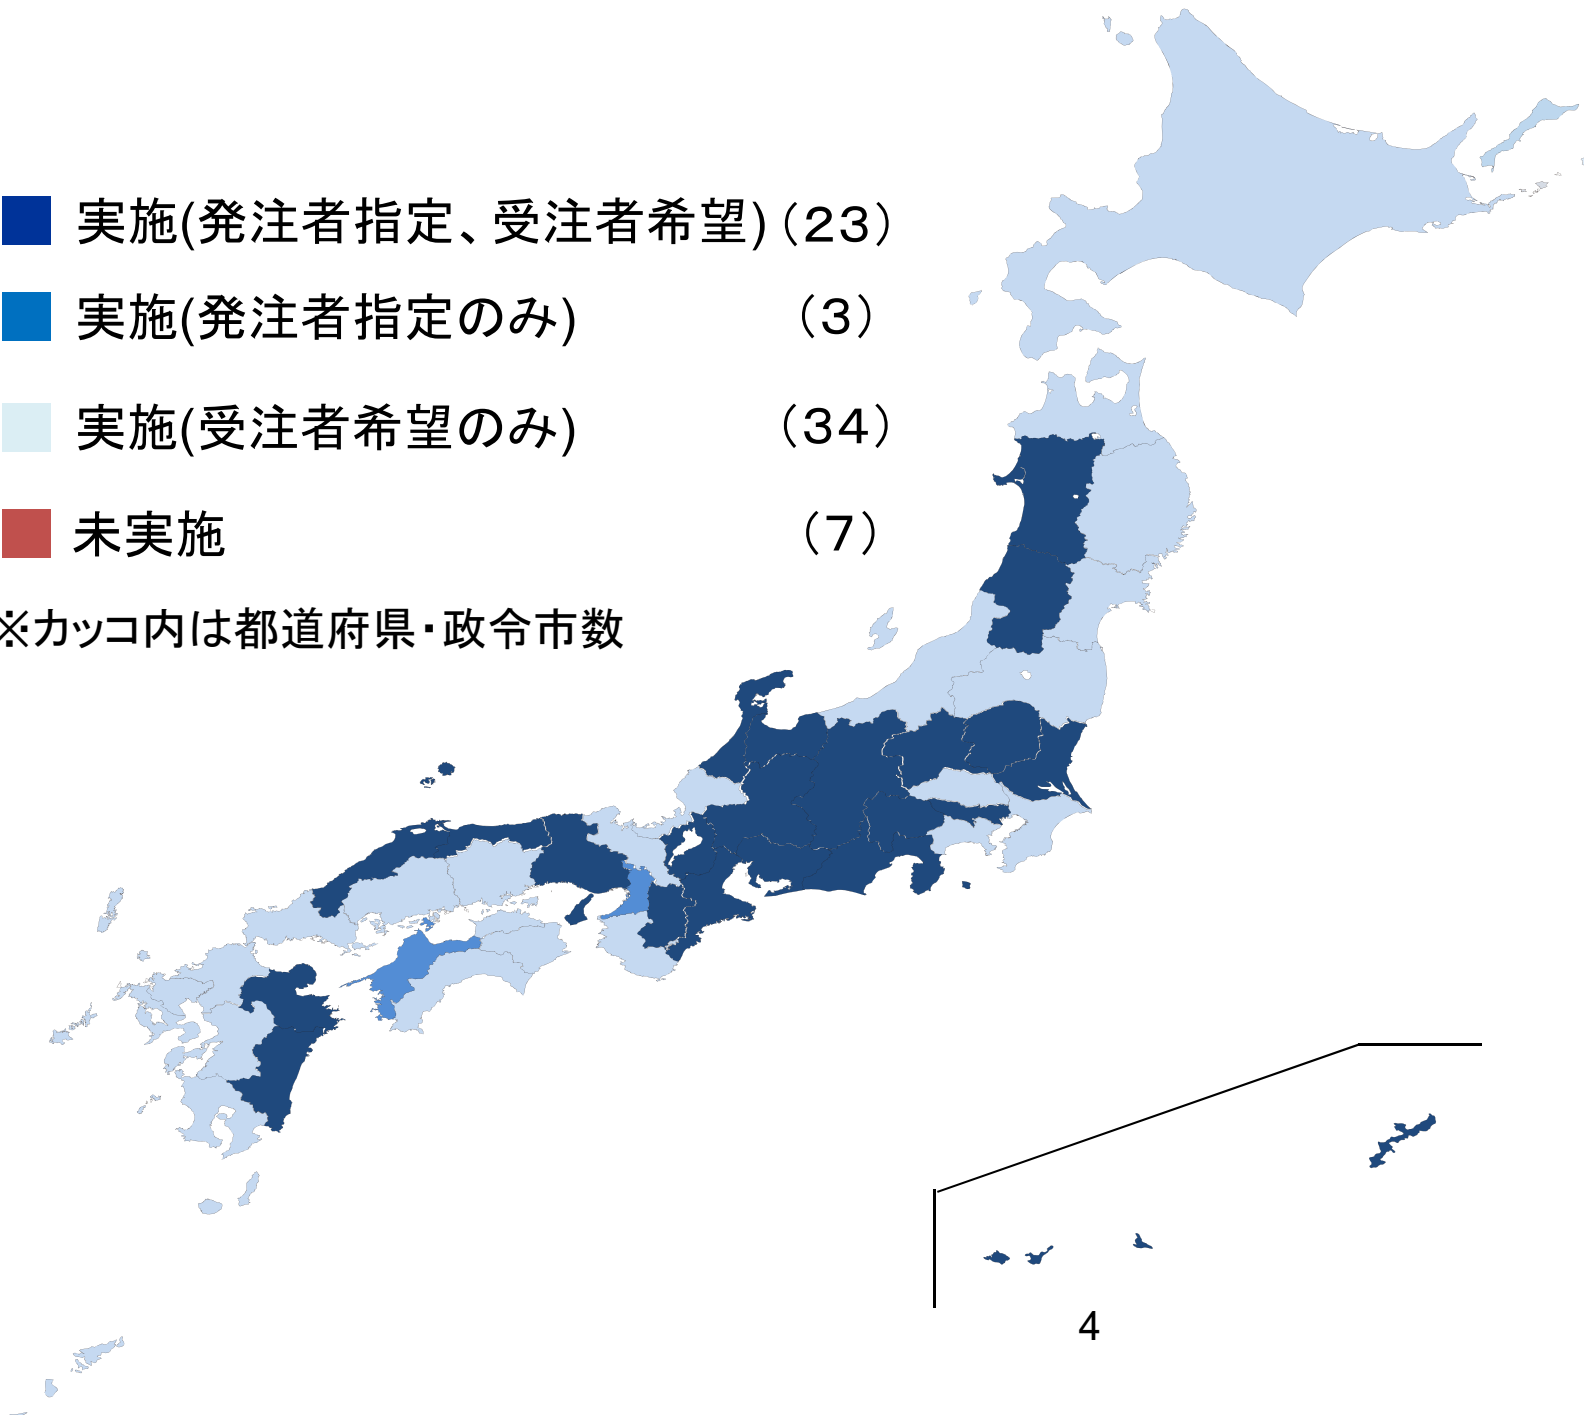 実施(発注者指定、受注者希望)（23）
実施(発注者指定のみ)（3）
実施(受注者希望のみ)（34）
未実施（7）
※カッコ内は都道府県・政令市数
4